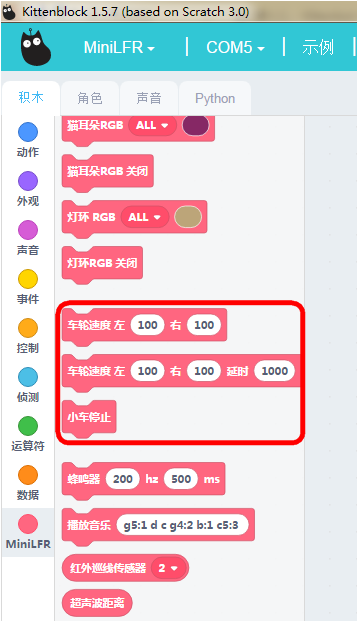 Kittenblock 1.5.7 (based on Scratch 3.0)
MiniLFR COM5 示例
积木 角色 声音 Python
动作
外观
声音
事件
控制
侦测
运算符
数据
MiniLFR
猫耳朵RGB ALL
猫耳朵RGB 关闭
灯环 RGB ALL
灯环RGB 关闭
车轮速度 左 100 右 100
车轮速度 左 100 右 100 延时 1000
小车停止
蜂鸣器 200 hz 500 ms
播放音乐 g5:1 d c g4:2 b:1 c5:3
红外巡线传感器 2
超声波距离